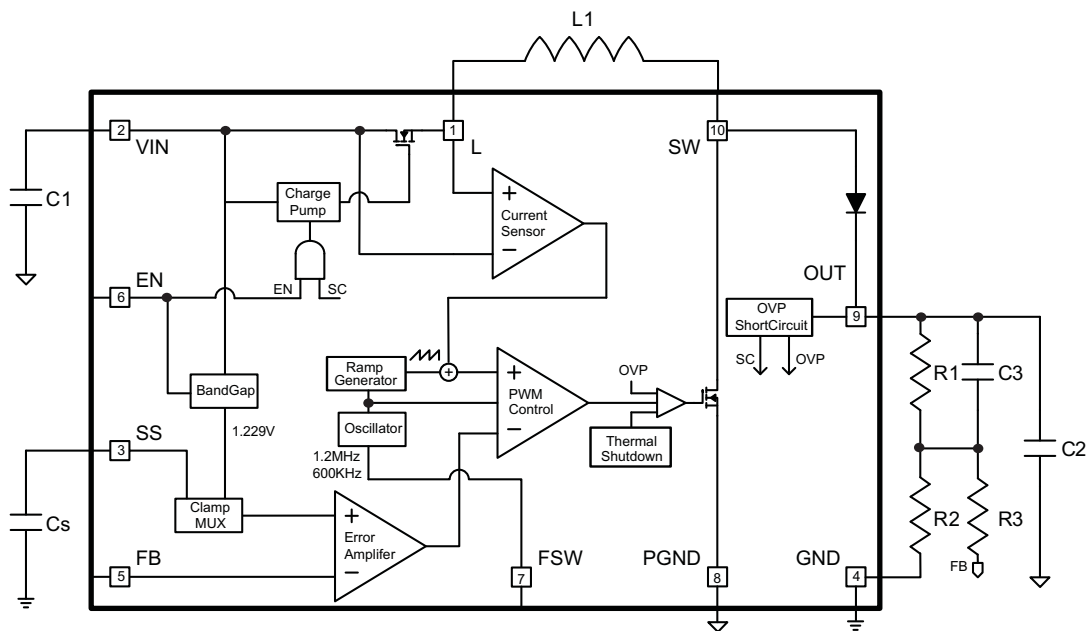 L1
2
VIN
1
L
10
SW
C1
Charge
Pump
+
Current
Sensor
−
EN
6
EN
SC
OUT
OVP
ShortCircuit
9
SC
OVP
R1
C3
Ramp
Generator
+
+
PWM
Control
−
OVP
BandGap
Oscillator
Thermal
Shutdown
1.229V
SS
3
1.2MHz
600KHz
C2
Clamp
MUX
Cs
+
Error
Amplifer
−
R2
R3
FB
5
FSW
7
PGND
8
GND
4
FB